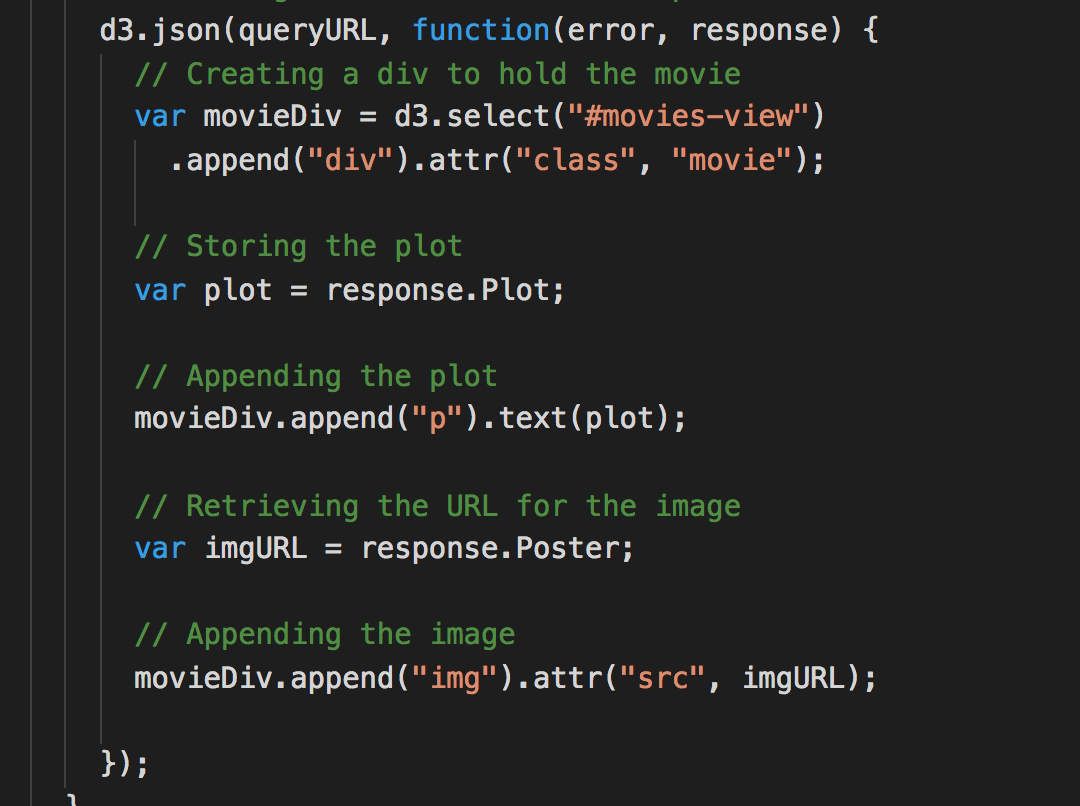 d3.json(queryURL, function(error, response) {
// Creating a div to hold the movie
var movieDiv = d3.select("#movies-view")
.append("div").attr("class", "movie");
// Storing the plot
var plot = response.Plot;
// Appending the plot
movieDiv.append("p").text(plot);
// Retrieving the URL for the image
var imgURL = response.Poster;
// Appending the image
movieDiv.append("img").attr("src", imgURL);
});
}